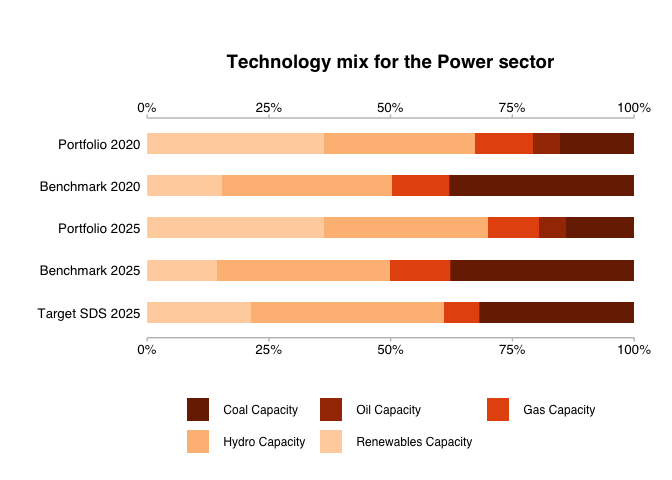 Technology mix for the Power sector
0% 25% 50% 75% 100%
Portfolio 2020
Benchmark 2020
Portfolio 2025
Benchmark 2025
Target SDS 2025
0% 25% 50% 75% 100%
Coal Capacity Oil Capacity Gas Capacity
Hydro Capacity Renewables Capacity